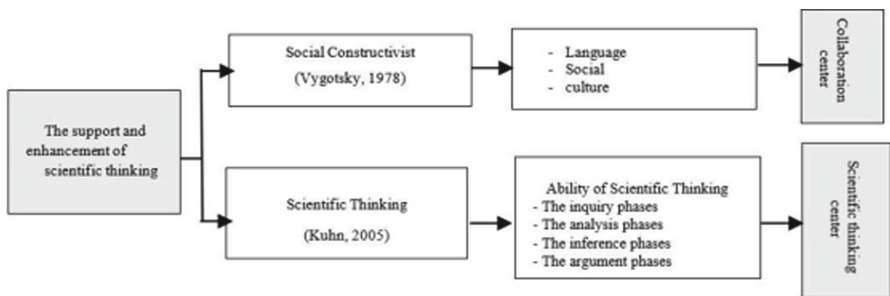 The support and
enhancement of
scientific thinking
Social Constructivist
(Vygotsky, 1978)
- Language
- Social
- culture
Collaboration
center
Scientific Thinking
(Kuhn, 2005)
Ability of Scientific Thinking
- The inquiry phases
- The analysis phases
- The inference phases
- The argument phases
Scientific thinking
center